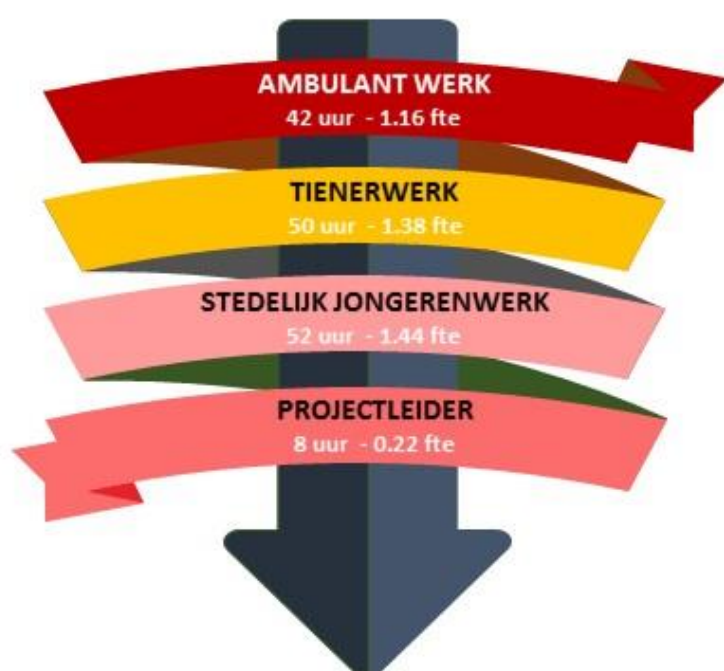 AMBULANT WERK
42 uur - 1.16 fte
TIENERWERK
50 uur - 1.38 fte
STEDELIJK JONGERENWERK
52 uur - 1.44 fte
PROJECTLEIDER
8 uur - 0.22 fte